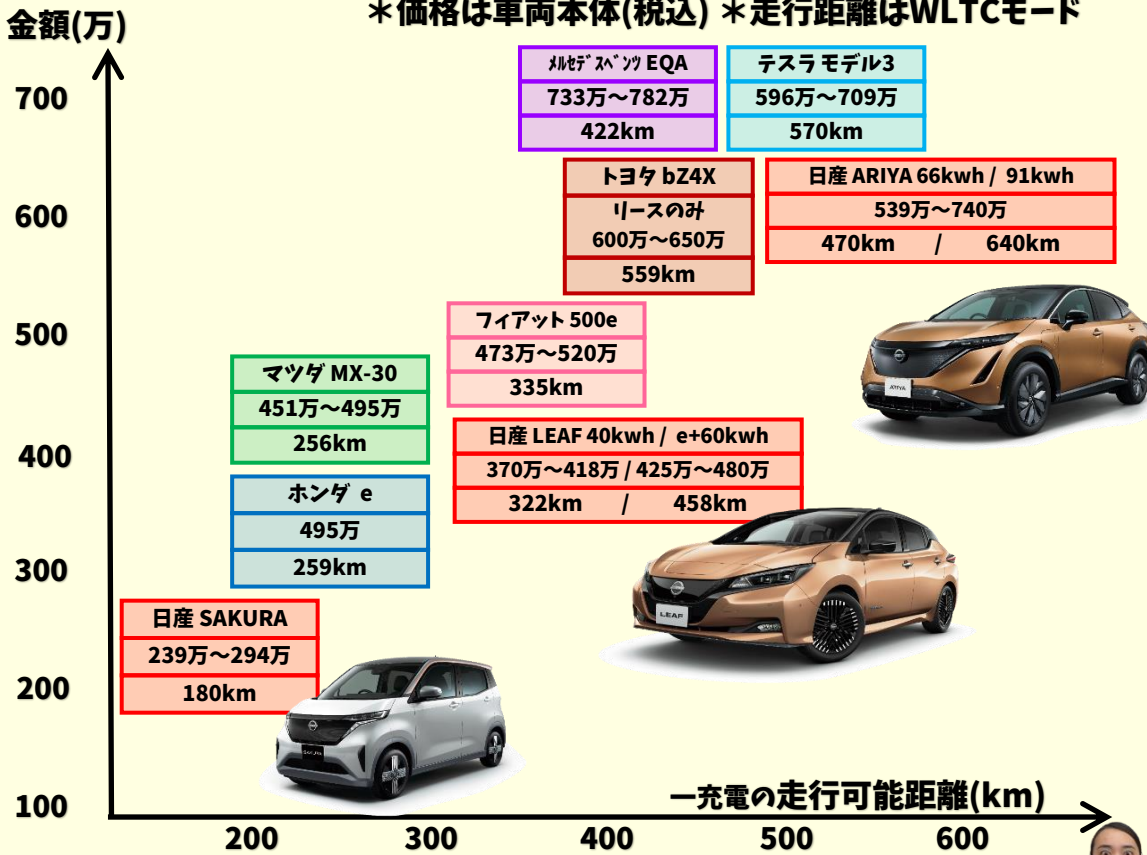 ＊価格は車両本体(税込) ＊走行距離はWLTCモード
金額(万)
700
600
500
400
300
200
100
ﾒﾙｾﾃﾞｽﾍﾞﾝﾂ EQA
733万～782万
422km
テスラ モデル3
596万～709万
570km
トヨタ bZ4X
リースのみ
600万～650万
559km
日産 ARIYA 66kwh / 91kwh
539万～740万
470km / 640km
フィアット 500e
473万～520万
335km
ARIYA
マツダ MX-30
451万～495万
256km
日産 LEAF 40kwh / e+60kwh
370万～418万 / 425万～480万
322km / 458km
ホンダ e
495万
259km
LEAF
日産 SAKURA
239万～294万
180km
SAKURA
一充電の走行可能距離(km)
200 300 400 500 600